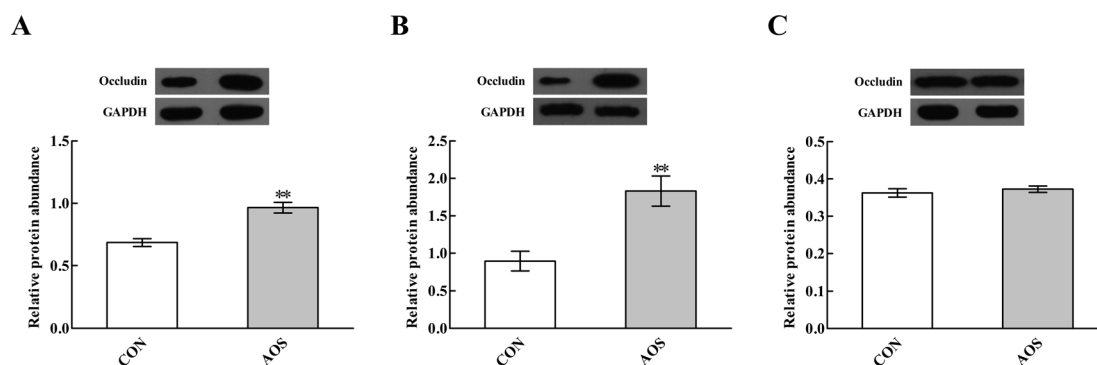 A
Occludin
GAPDH
Relative protein abundance
1.5
1.0
0.5
0.0
**
CON
AOS
B
Occludin
GAPDH
Relative protein abundance
2.5
2.0
1.5
1.0
0.5
0.0
**
CON
AOS
C
Occludin
GAPDH
Relative protein abundance
0.5
0.4
0.3
0.2
0.1
0.0
CON
AOS